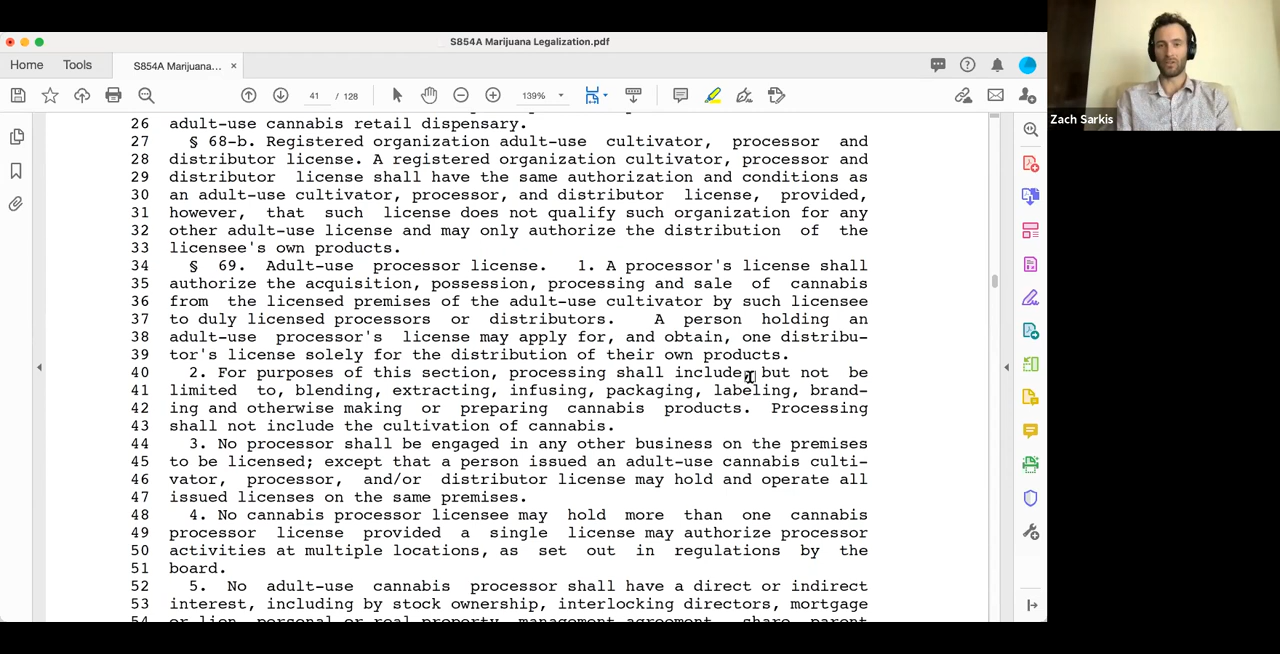 S854A Marijuana Legalization.pdf
Home Tools S854A Marijuana... ×
41 / 128 139%
Zach Sarkis
26 adult-use cannabis retail dispensary.
27 § 68-b. Registered organization adult-use cultivator, processor and
28 distributor license. A registered organization cultivator, processor and
29 distributor license shall have the same authorization and conditions as
30 an adult-use cultivator, processor, and distributor license, provided,
31 however, that such license does not qualify such organization for any
32 other adult-use license and may only authorize the distribution of the
33 licensee's own products.
34 § 69. Adult-use processor license. 1. A processor's license shall
35 authorize the acquisition, possession, processing and sale of cannabis
36 from the licensed premises of the adult-use cultivator by such licensee
37 to duly licensed processors or distributors. A person holding an
38 adult-use processor's license may apply for, and obtain, one distribu-
39 tor's license solely for the distribution of their own products.
40 2. For purposes of this section, processing shall include, but not be
41 limited to, blending, extracting, infusing, packaging, labeling, brand-
42 ing and otherwise making or preparing cannabis products. Processing
43 shall not include the cultivation of cannabis.
44 3. No processor shall be engaged in any other business on the premises
45 to be licensed; except that a person issued an adult-use cannabis culti-
46 vator, processor, and/or distributor license may hold and operate all
47 issued licenses on the same premises.
48 4. No cannabis processor licensee may hold more than one cannabis
49 processor license provided a single license may authorize processor
50 activities at multiple locations, as set out in regulations by the
51 board.
52 5. No adult-use cannabis processor shall have a direct or indirect
53 interest, including by stock ownership, interlocking directors, mortgage